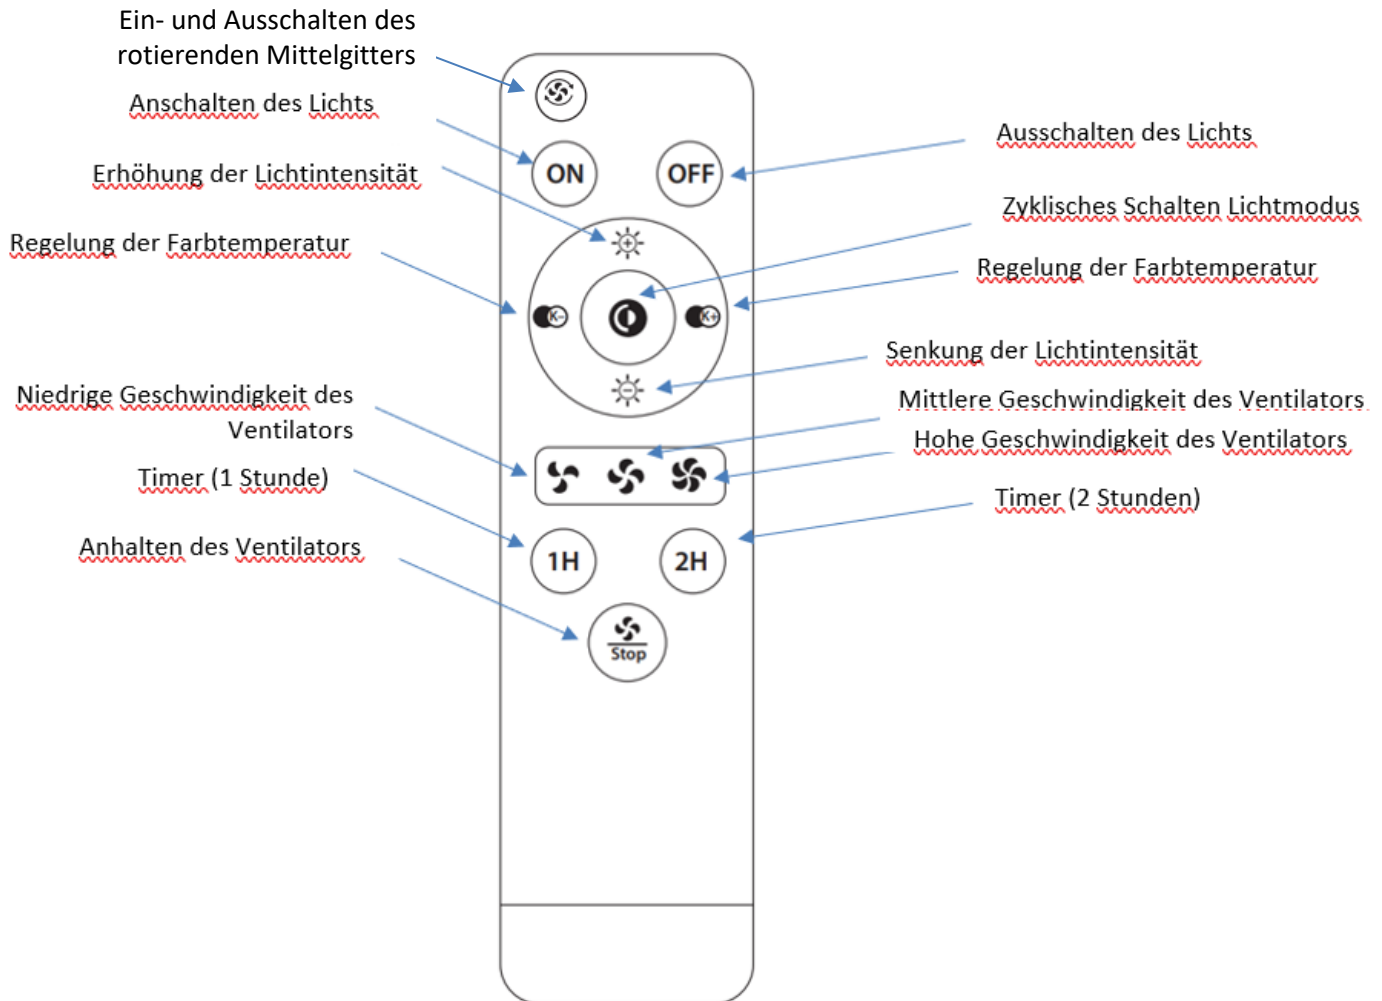 Ein- und Ausschalten des
rotierenden Mittelgitters
Anschalten des Lichts
Ausschalten des Lichts
ON
OFF
Erhöhung der Lichtintensität
Zyklisches Schalten Lichtmodus
Regelung der Farbtemperatur
Regelung der Farbtemperatur
K-
K+
Senkung der Lichtintensität
Niedrige Geschwindigkeit des
Ventilators
Mittlere Geschwindigkeit des Ventilators
Hohe Geschwindigkeit des Ventilators
Timer (1 Stunde)
Timer (2 Stunden)
Anhalten des Ventilators
1H
2H
Stop